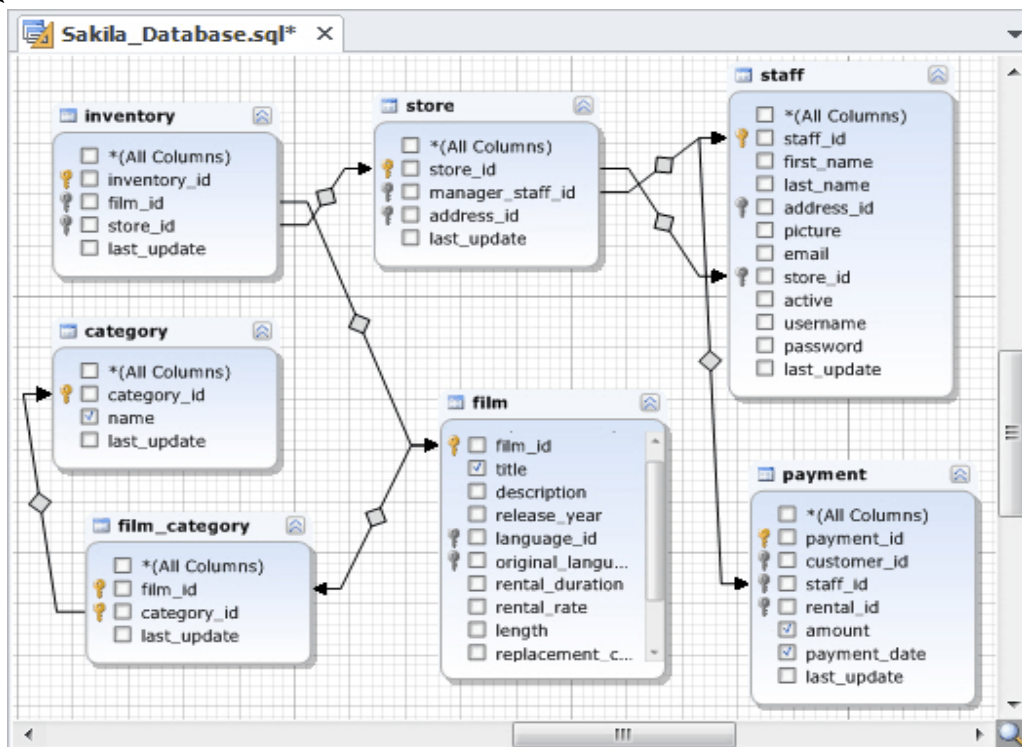 Sakila_Database.sql*
inventory
*(All Columns)
inventory_id
film_id
store_id
last_update
store
*(All Columns)
store_id
manager_staff_id
address_id
last_update
staff
*(All Columns)
staff_id
first_name
last_name
address_id
picture
email
store_id
active
username
password
last_update
category
*(All Columns)
category_id
name
last_update
film
film_id
title
description
release_year
language_id
original_langu...
rental_duration
rental_rate
length
replacement_c...
film_category
*(All Columns)
film_id
category_id
last_update
payment
*(All Columns)
payment_id
customer_id
staff_id
rental_id
amount
payment_date
last_update